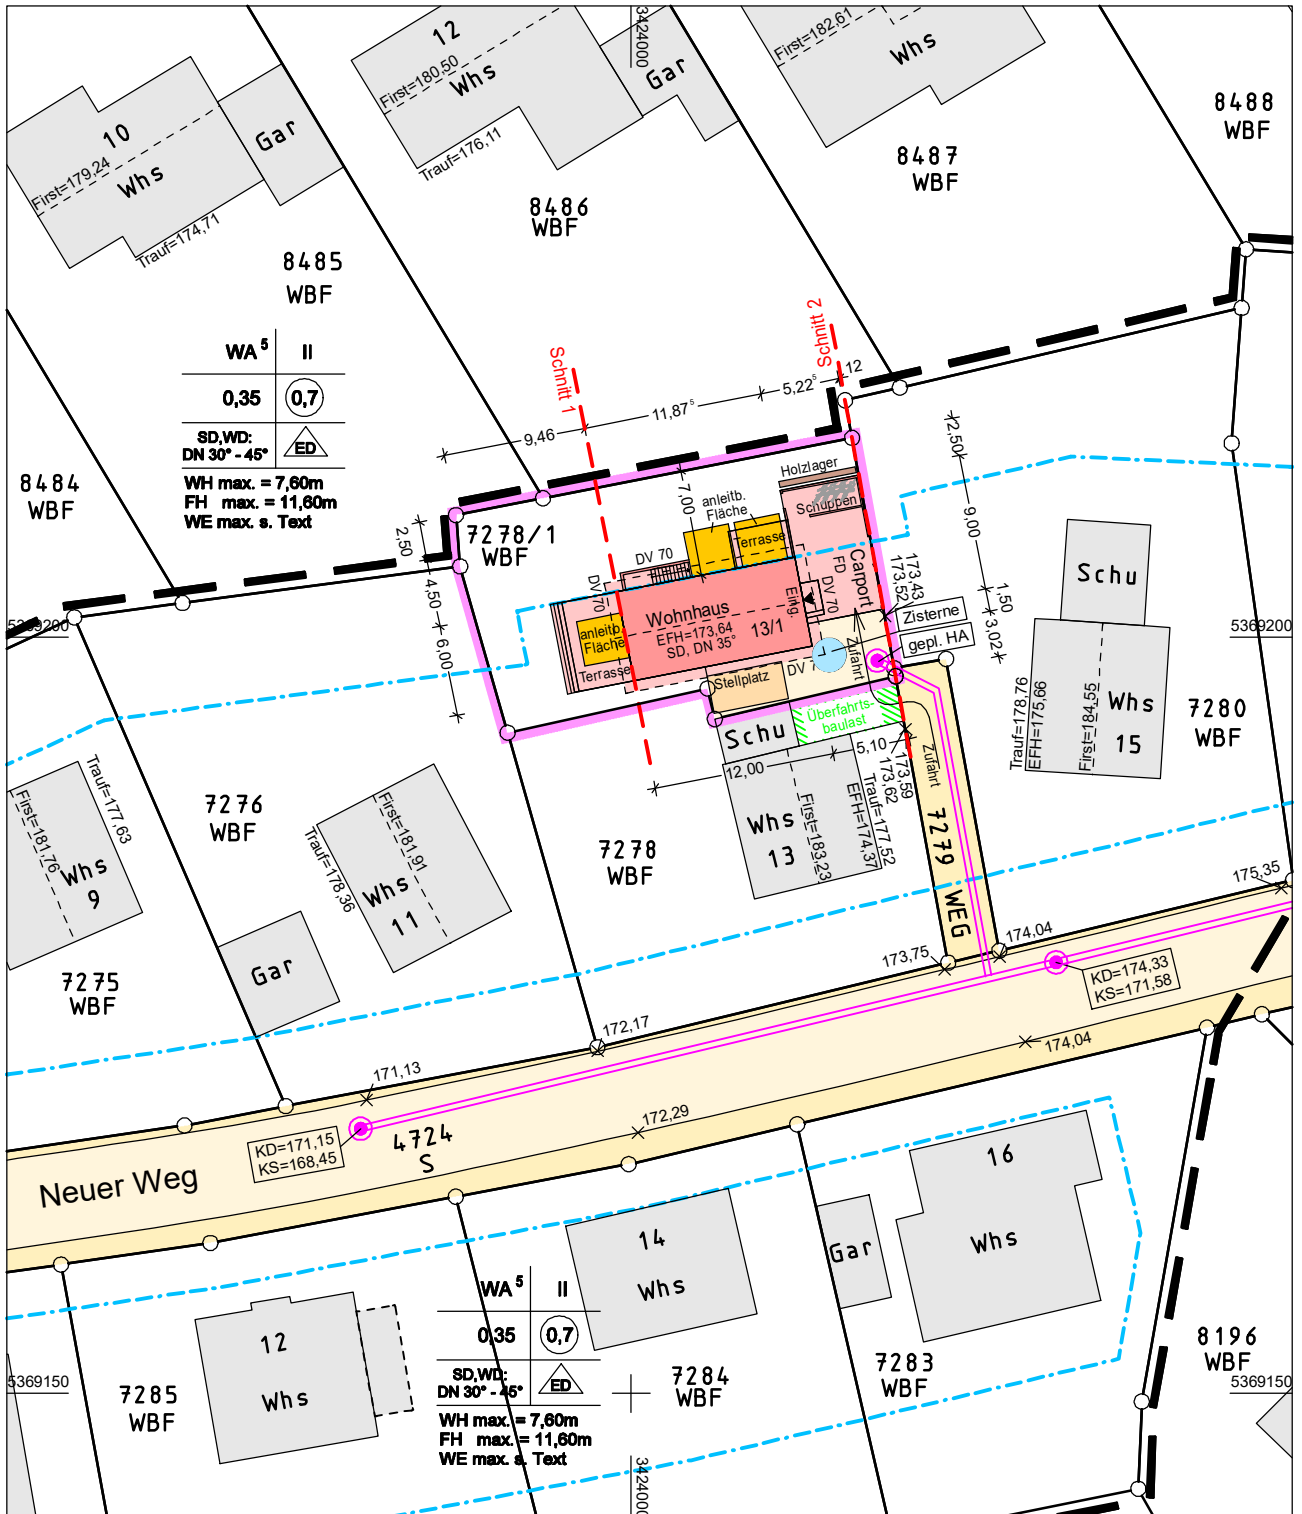 12
Whs
First=180,50
Trauf=176,11
Gar
3424000
First=182,61
Whs
8488
WBF
10
Whs
First=179,24
Trauf=174,71
Gar
8487
WBF
8486
WBF
8485
WBF
WA 5 II
0,35 0,7
SD,WD:
DN 30° - 45°
ED
WH max. = 7,60m
FH max. = 11,60m
WE max. s. Text
8484
WBF
Schnitt 1
Schnitt 2
9,46
11,87 5
5,22 5
12
2,50
9,00
1,50
3,02
2,50
4,50
6,00
7,00
7278/1
WBF
Holzlager
Schuppen
anleitb.
Fläche
Terrasse
DV 70
DV 70
Carport
FD
DV 70
Eing.
Wohnhaus
EFH=173,64
SD, DN 35°
13/1
anleitb.
Fläche
Terrasse
173,43
173,52
Zisterne
gepl. HA
Zufahrt
DV 7
Stellplatz
Überfahrts-
baulast
Schu
5369200
5369200
Schu
Whs
15
Trauf=178,76
EFH=175,66
First=184,55
7280
WBF
5,10
12,00
173,59
173,62
Trauf=177,52
EFH=174,37
First=183,23
Whs
13
Zufahrt
7279
WEG
7278
WBF
7276
WBF
Trauf=177,63
First=181,76
Whs
9
First=181,91
Trauf=178,36
Whs
11
Gar
7275
WBF
175,35
174,04
173,75
KD=174,33
KS=171,58
172,17
174,04
171,13
172,29
KD=171,15
KS=168,45
4724
S
Neuer Weg
16
Whs
14
Whs
Gar
12
Whs
WA 5 II
0,35 0,7
SD,WD:
DN 30° - 45°
ED
WH max. = 7,60m
FH max. = 11,60m
WE max. s. Text
7285
WBF
7284
WBF
7283
WBF
8196
WBF
5369150
5369150
3424000